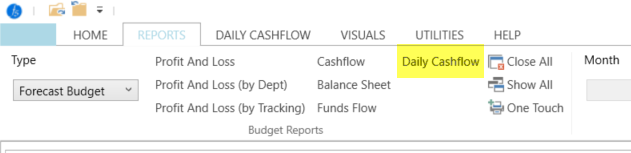 HOME REPORTS DAILY CASHFLOW VISUALS UTILITIES HELP
Type Profit And Loss Cashflow Daily Cashflow Close All Month
Forecast Budget Profit And Loss (by Dept) Balance Sheet Show All
Profit And Loss (by Tracking) Funds Flow One Touch
Budget Reports